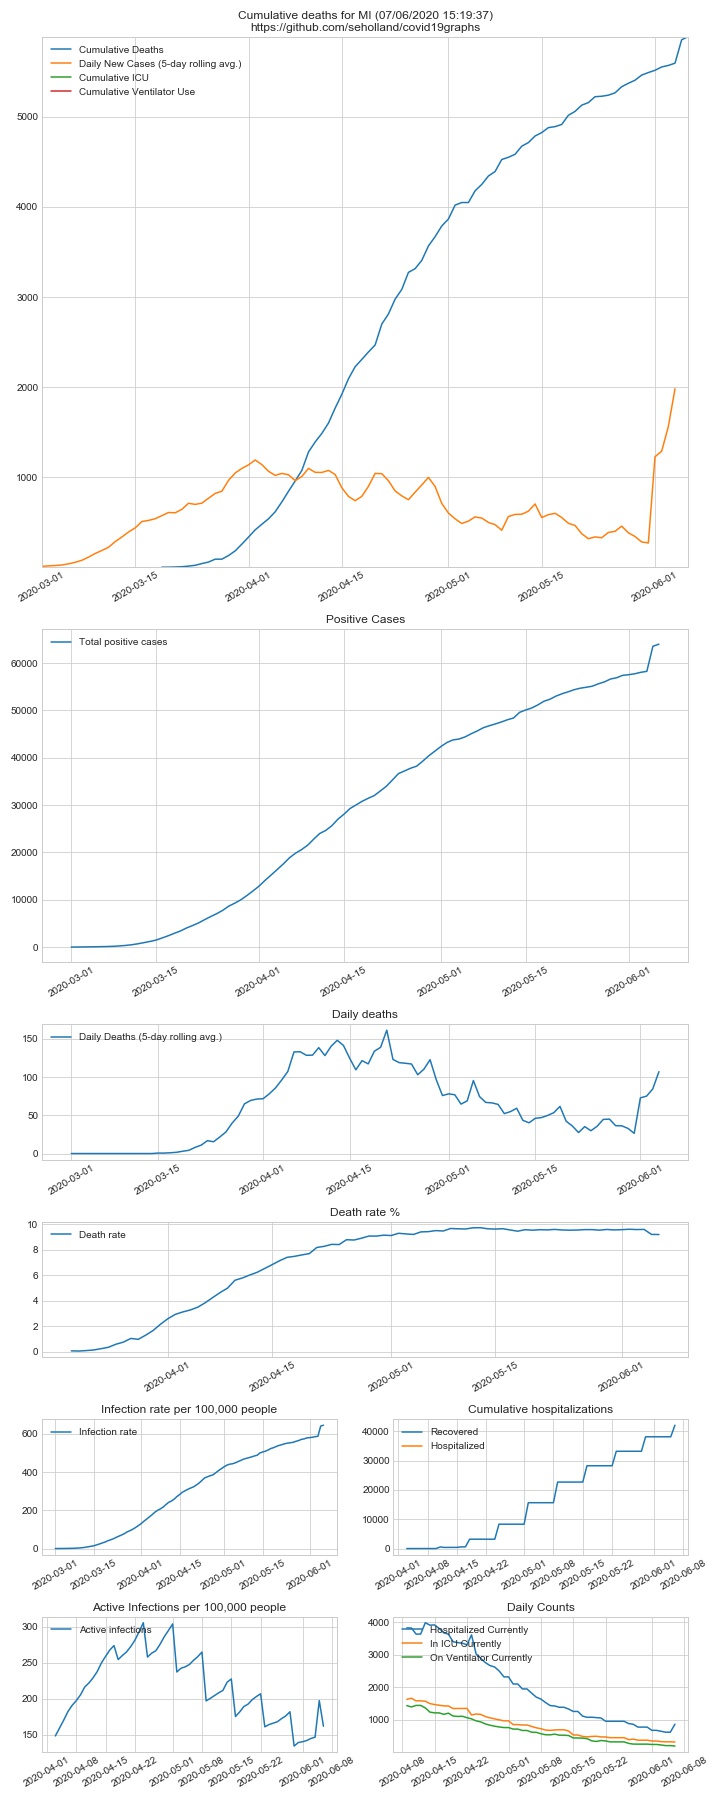 Cumulative deaths for MI (07/06/2020 15:19:37)
https://github.com/seholland/covid19graphs
Cumulative Deaths
Daily New Cases (5-day rolling avg.)
Cumulative ICU
Cumulative Ventilator Use
5000
4000
3000
2000
1000
2020-03-01 2020-03-15 2020-04-01 2020-04-15 2020-05-01 2020-05-15 2020-06-01
Positive Cases
Total positive cases
60000
50000
40000
30000
20000
10000
0
2020-03-01 2020-03-15 2020-04-01 2020-04-15 2020-05-01 2020-05-15 2020-06-01
Daily deaths
Daily Deaths (5-day rolling avg.)
150
100
50
0
2020-03-01 2020-03-15 2020-04-01 2020-04-15 2020-05-01 2020-05-15 2020-06-01
Death rate %
Death rate
10
8
6
4
2
0
2020-04-01 2020-04-15 2020-05-01 2020-05-15 2020-06-01
Infection rate per 100,000 people
Infection rate
600
400
200
0
2020-03-01 2020-03-15 2020-04-01 2020-04-15 2020-05-01 2020-05-15 2020-06-01
Cumulative hospitalizations
Recovered
Hospitalized
40000
30000
20000
10000
0
2020-04-01 2020-04-08 2020-04-15 2020-04-22 2020-05-01 2020-05-08 2020-05-15 2020-05-22 2020-06-01 2020-06-08
Active Infections per 100,000 people
Active infections
300
250
200
150
2020-04-01 2020-04-08 2020-04-15 2020-04-22 2020-05-01 2020-05-08 2020-05-15 2020-05-22 2020-06-01 2020-06-08
Daily Counts
Hospitalized Currently
In ICU Currently
On Ventilator Currently
4000
3000
2000
1000
2020-04-08 2020-04-15 2020-04-22 2020-05-01 2020-05-08 2020-05-15 2020-05-22 2020-06-01 2020-06-08